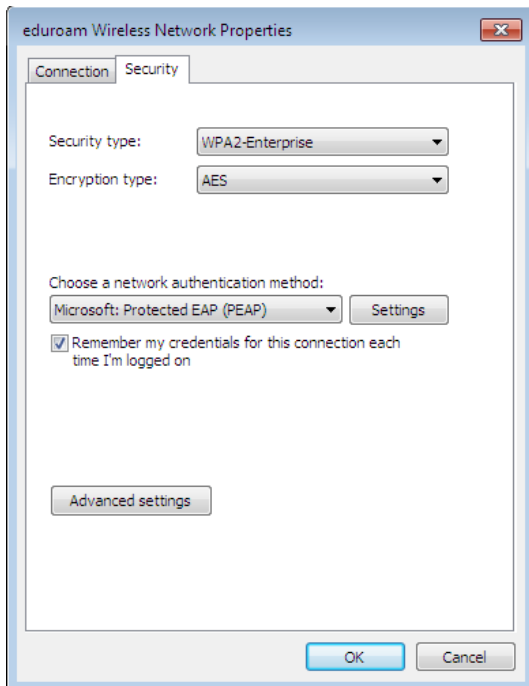 eduroam Wireless Network Properties
Connection Security
Security type: WPA2-Enterprise
Encryption type: AES
Choose a network authentication method:
Microsoft: Protected EAP (PEAP) Settings
Remember my credentials for this connection each
time I'm logged on
Advanced settings
OK Cancel